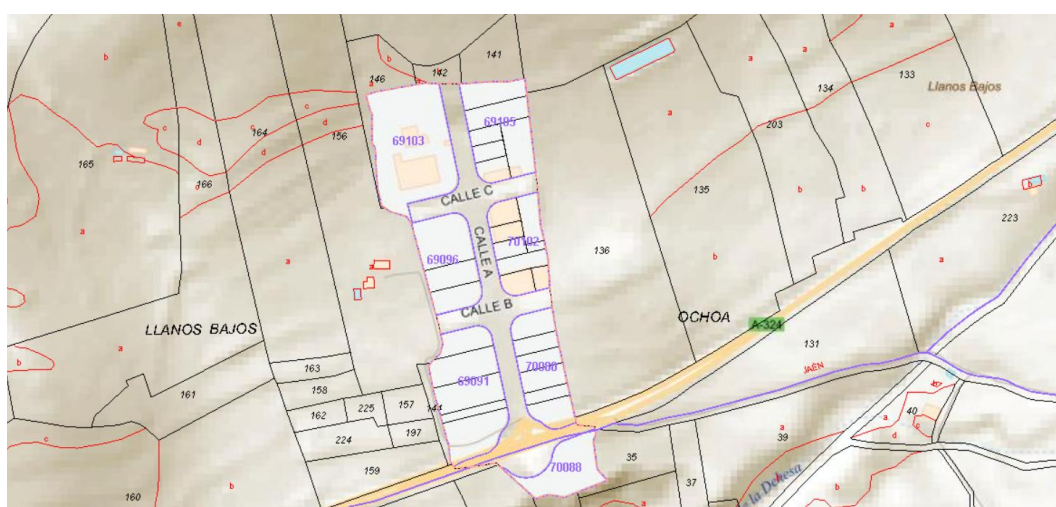 e
b
a
141
142
b
146
a
a
a
134
133
Llanos Bajos
c
d
c
164
d
156
d
165
166
69105
69103
a
203
c
135
b
b
b
223
CALLE C
CALLE A
70102
69096
136
a
a
a
b
CALLE B
LLANOS BAJOS
OCHOA
A-324
131
a
b
163
158
161
162
225
157
144
224
197
159
69091
70080
JAEN
40
a
c
d
39
a
c
160
b
70088
35
a
37
a
la Dehesa